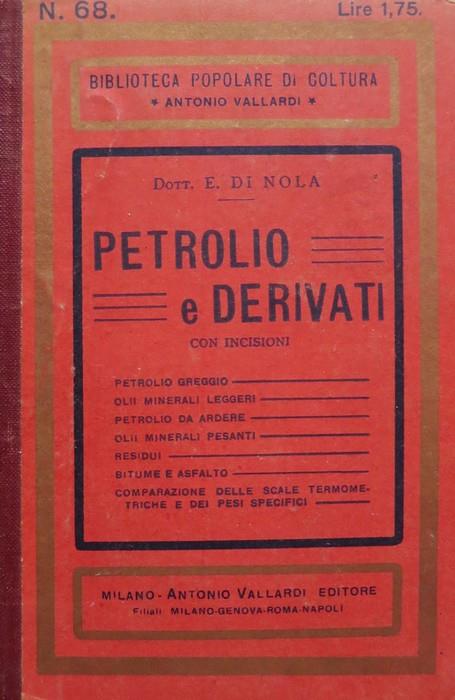 N. 68. Lire 1,75.
BIBLIOTECA POPOLARE DI COLTURA
* ANTONIO VALLARDI *
DOTT. E. DI NOLA
PETROLIO
e DERIVATI
CON INCISIONI
PETROLIO GREGGIO
OLII MINERALI LEGGERI
PETROLIO DA ARDERE
OLII MINERALI PESANTI
RESIDUI
BITUME E ASFALTO
COMPARAZIONE DELLE SCALE TERMOME-
TRICHE E DEI PESI SPECIFICI
MILANO-ANTONIO VALLARDI EDITORE
Filiali MILANO-GENOVA-ROMA-NAPOLI